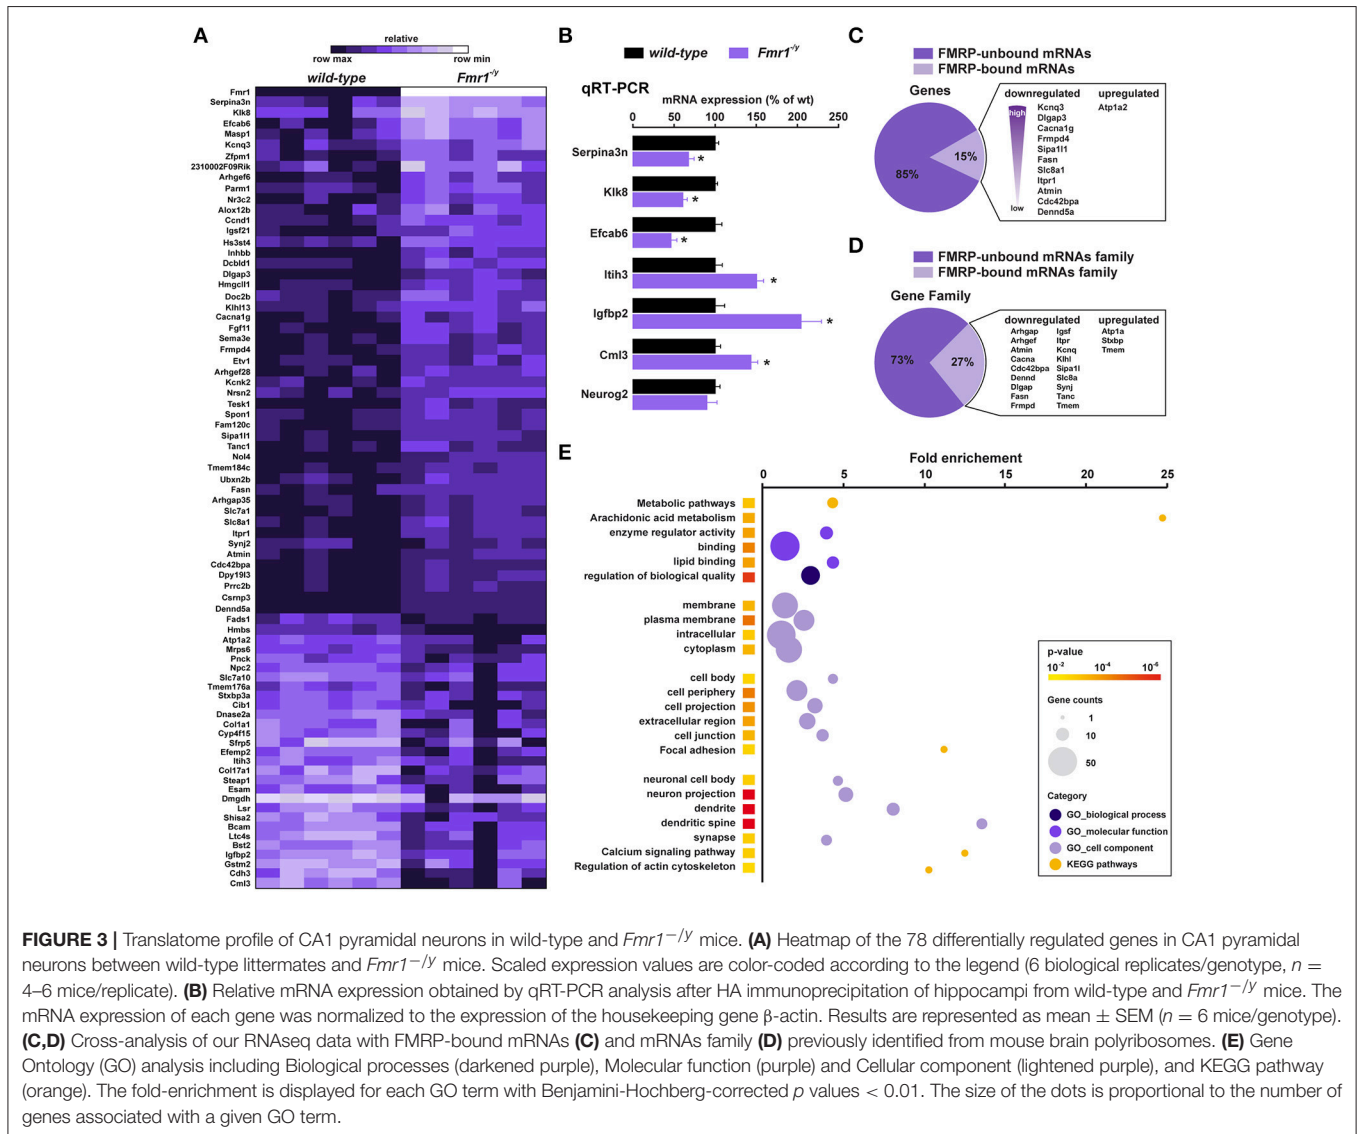 A
relative
row max
row min
wild-type
Fmr1-/y
Fmr1
Serpina3n
Klk8
Efcab6
Masp1
Kcnq3
Zfpm1
2310002F09Rik
Arhgef6
Parm1
Nr3c2
Alox12b
Ccnd1
Igsf21
Hs3st4
Inhbb
Dcbld1
Dlgap3
Hmgcll1
Doc2b
Klhl13
Cacna1g
Fgf11
Sema3e
Frmpd4
Etv1
Arhgef28
Kcnk2
Nrsn2
Tesk1
Spon1
Fam120c
Sipa1l1
Tanc1
Nol4
Tmem184c
Ubxn2b
Fasn
Arhgap35
Slc7a1
Slc8a1
Itpr1
Synj2
Atmin
Cdc42bpa
Dpy19l3
Prrc2b
Csrnp3
Dennd5a
Fads1
Hmbs
Atp1a2
Mrps6
Pnck
Npc2
Slc7a10
Tmem176a
Stxbp3a
Cib1
Dnase2a
Col1a1
Cyp4f15
Sfrp5
Efemp2
Itih3
Col17a1
Steap1
Esam
Dmgdh
Lsr
Shisa2
Bcam
Ltc4s
Bst2
Igfbp2
Gstm2
Cdh3
Cml3
B
wild-type
Fmr1-/y
qRT-PCR
mRNA expression (% of wt)
0 50 100 150 200 250
Serpina3n
*
Klk8
*
Efcab6
*
Itih3
*
Igfbp2
*
Cml3
*
Neurog2
C
FMRP-unbound mRNAs
FMRP-bound mRNAs
Genes
85%
15%
downregulated
upregulated
high
low
Kcnq3
Dlgap3
Cacna1g
Frmpd4
Sipa1l1
Fasn
Slc8a1
Itpr1
Atmin
Cdc42bpa
Dennd5a
Atp1a2
D
FMRP-unbound mRNAs family
FMRP-bound mRNAs family
Gene Family
73%
27%
downregulated
upregulated
Arhgap Igsf Atp1a
Arhgef Itpr Stxbp
Atmin Kcnq Tmem
Cacna Klhl
Cdc42bpa Sipa1l
Dennd Slc8a
Dlgap Synj
Fasn Tanc
Frmpd Tmem
E
Fold enrichement
0 5 10 15 20 25
Metabolic pathways
Arachidonic acid metabolism
enzyme regulator activity
binding
lipid binding
regulation of biological quality
membrane
plasma membrane
intracellular
cytoplasm
cell body
cell periphery
cell projection
extracellular region
cell junction
Focal adhesion
neuronal cell body
neuron projection
dendrite
dendritic spine
synapse
Calcium signaling pathway
Regulation of actin cytoskeleton
p-value
10-2 10-4 10-6
Gene counts
1
10
50
Category
GO_biological process
GO_molecular function
GO_cell component
KEGG pathways
FIGURE 3 | Translatome profile of CA1 pyramidal neurons in wild-type and Fmr1−/y mice. (A) Heatmap of the 78 differentially regulated genes in CA1 pyramidal
neurons between wild-type littermates and Fmr1−/y mice. Scaled expression values are color-coded according to the legend (6 biological replicates/genotype, n =
4–6 mice/replicate). (B) Relative mRNA expression obtained by qRT-PCR analysis after HA immunoprecipitation of hippocampi from wild-type and Fmr1−/y mice. The
mRNA expression of each gene was normalized to the expression of the housekeeping gene β-actin. Results are represented as mean ± SEM (n = 6 mice/genotype).
(C,D) Cross-analysis of our RNAseq data with FMRP-bound mRNAs (C) and mRNAs family (D) previously identified from mouse brain polyribosomes. (E) Gene
Ontology (GO) analysis including Biological processes (darkened purple), Molecular function (purple) and Cellular component (lightened purple), and KEGG pathway
(orange). The fold-enrichment is displayed for each GO term with Benjamini-Hochberg-corrected p values < 0.01. The size of the dots is proportional to the number of
genes associated with a given GO term.